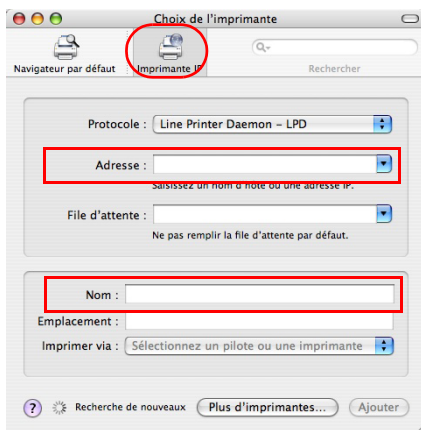 Choix de l'imprimante
Navigateur par défaut Imprimante IP Rechercher
Protocole : Line Printer Daemon – LPD
Adresse :
Saisissez un nom d'hôte ou une adresse IP.
File d'attente :
Ne pas remplir la file d'attente par défaut.
Nom :
Emplacement :
Imprimer via : Sélectionnez un pilote ou une imprimante
? Recherche de nouveaux Plus d'imprimantes... Ajouter